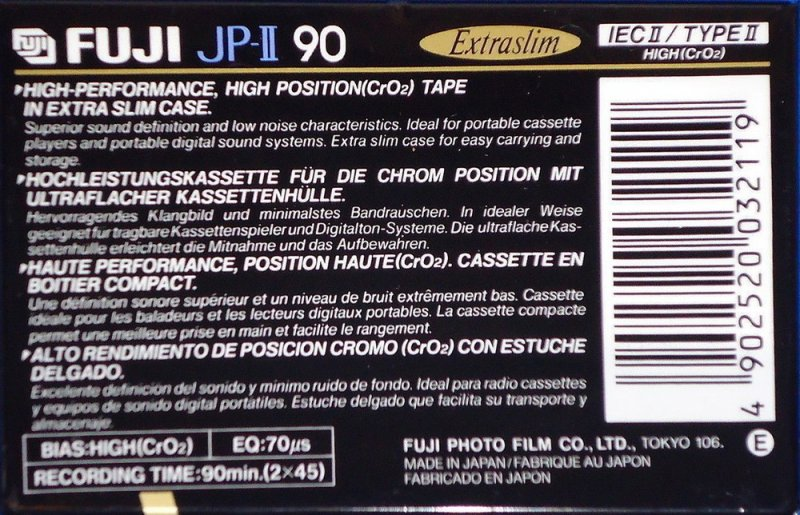 FUJI FUJI JP-II 90 Extraslim IEC II / TYPE II
HIGH (CrO₂)
HIGH-PERFORMANCE, HIGH POSITION(CrO₂) TAPE
IN EXTRA SLIM CASE.
Superior sound definition and low noise characteristics. Ideal for portable cassette
players and portable digital sound systems. Extra slim case for easy carrying and
storage.
HOCHLEISTUNGSKASSETTE FÜR DIE CHROM POSITION MIT
ULTRAFLACHER KASSETTENHÜLLE.
Hervorragendes Klangbild und minimalstes Bandrauschen. In idealer Weise
geeignet für tragbare Kassettenspieler und Digitalton-Systeme. Die ultraflache Kas-
settenhülle erleichtert die Mitnahme und das Aufbewahren.
HAUTE PERFORMANCE, POSITION HAUTE(CrO₂). CASSETTE EN
BOITIER COMPACT.
Une définition sonore supérieur et un niveau de bruit extrêmement bas. Cassette
idéale pour les baladeurs et les lecteurs digitaux portables. La cassette compacte
permet une meilleure prise en main et facilite le rangement.
ALTO RENDIMIENTO DE POSICION CROMO (CrO₂) CON ESTUCHE
DELGADO.
Excelente definición del sonido y mínimo ruido de fondo. Ideal para radio cassettes
y equipos de sonido digital portátiles. Estuche delgado que facilita su transporte y
almacenaje.
BIAS:HIGH(CrO₂) EQ:70μs
RECORDING TIME:90min.(2×45)
FUJI PHOTO FILM CO., LTD., TOKYO 106.
MADE IN JAPAN/FABRIQUE AU JAPON
FABRICADO EN JAPON
4 902520 032119
E